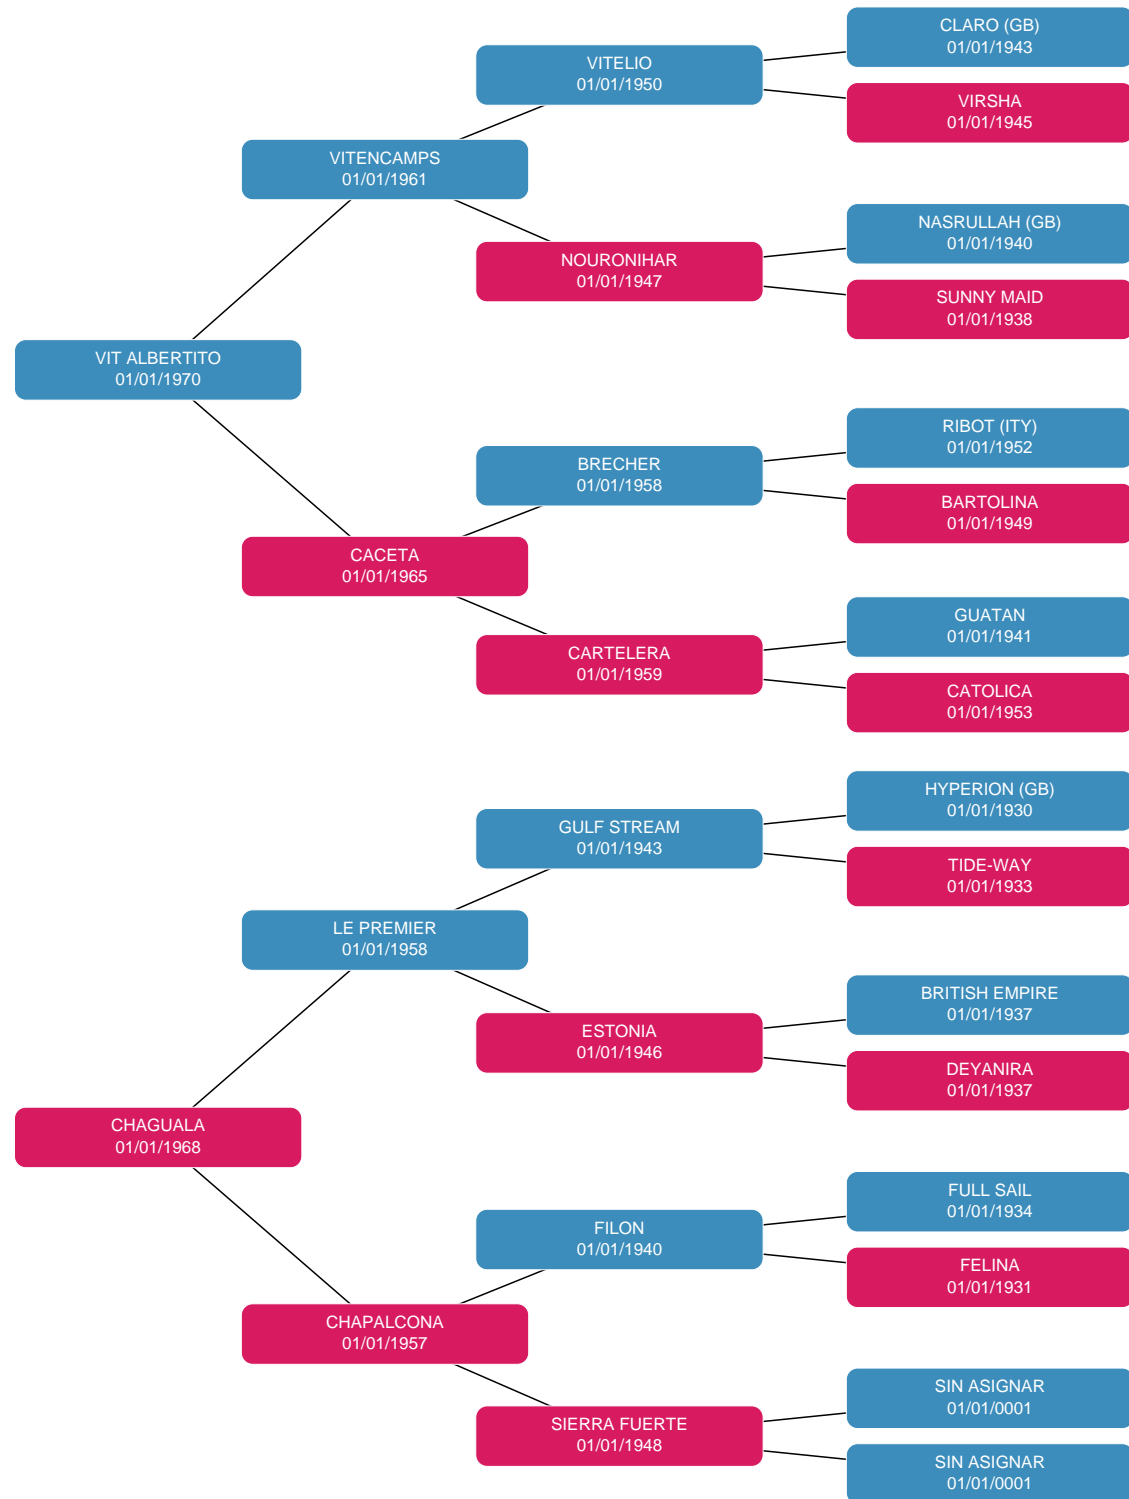 CLARO (GB)
01/01/1943
VITELIO
01/01/1950
VIRSHA
01/01/1945
VITENCAMPS
01/01/1961
NASRULLAH (GB)
01/01/1940
NOURONIHAR
01/01/1947
SUNNY MAID
01/01/1938
VIT ALBERTITO
01/01/1970
RIBOT (ITY)
01/01/1952
BRECHER
01/01/1958
BARTOLINA
01/01/1949
CACETA
01/01/1965
GUATAN
01/01/1941
CARTELERA
01/01/1959
CATOLICA
01/01/1953
HYPERION (GB)
01/01/1930
GULF STREAM
01/01/1943
TIDE-WAY
01/01/1933
LE PREMIER
01/01/1958
BRITISH EMPIRE
01/01/1937
ESTONIA
01/01/1946
DEYANIRA
01/01/1937
CHAGUALA
01/01/1968
FULL SAIL
01/01/1934
FILON
01/01/1940
FELINA
01/01/1931
CHAPALCONA
01/01/1957
SIN ASIGNAR
01/01/0001
SIERRA FUERTE
01/01/1948
SIN ASIGNAR
01/01/0001